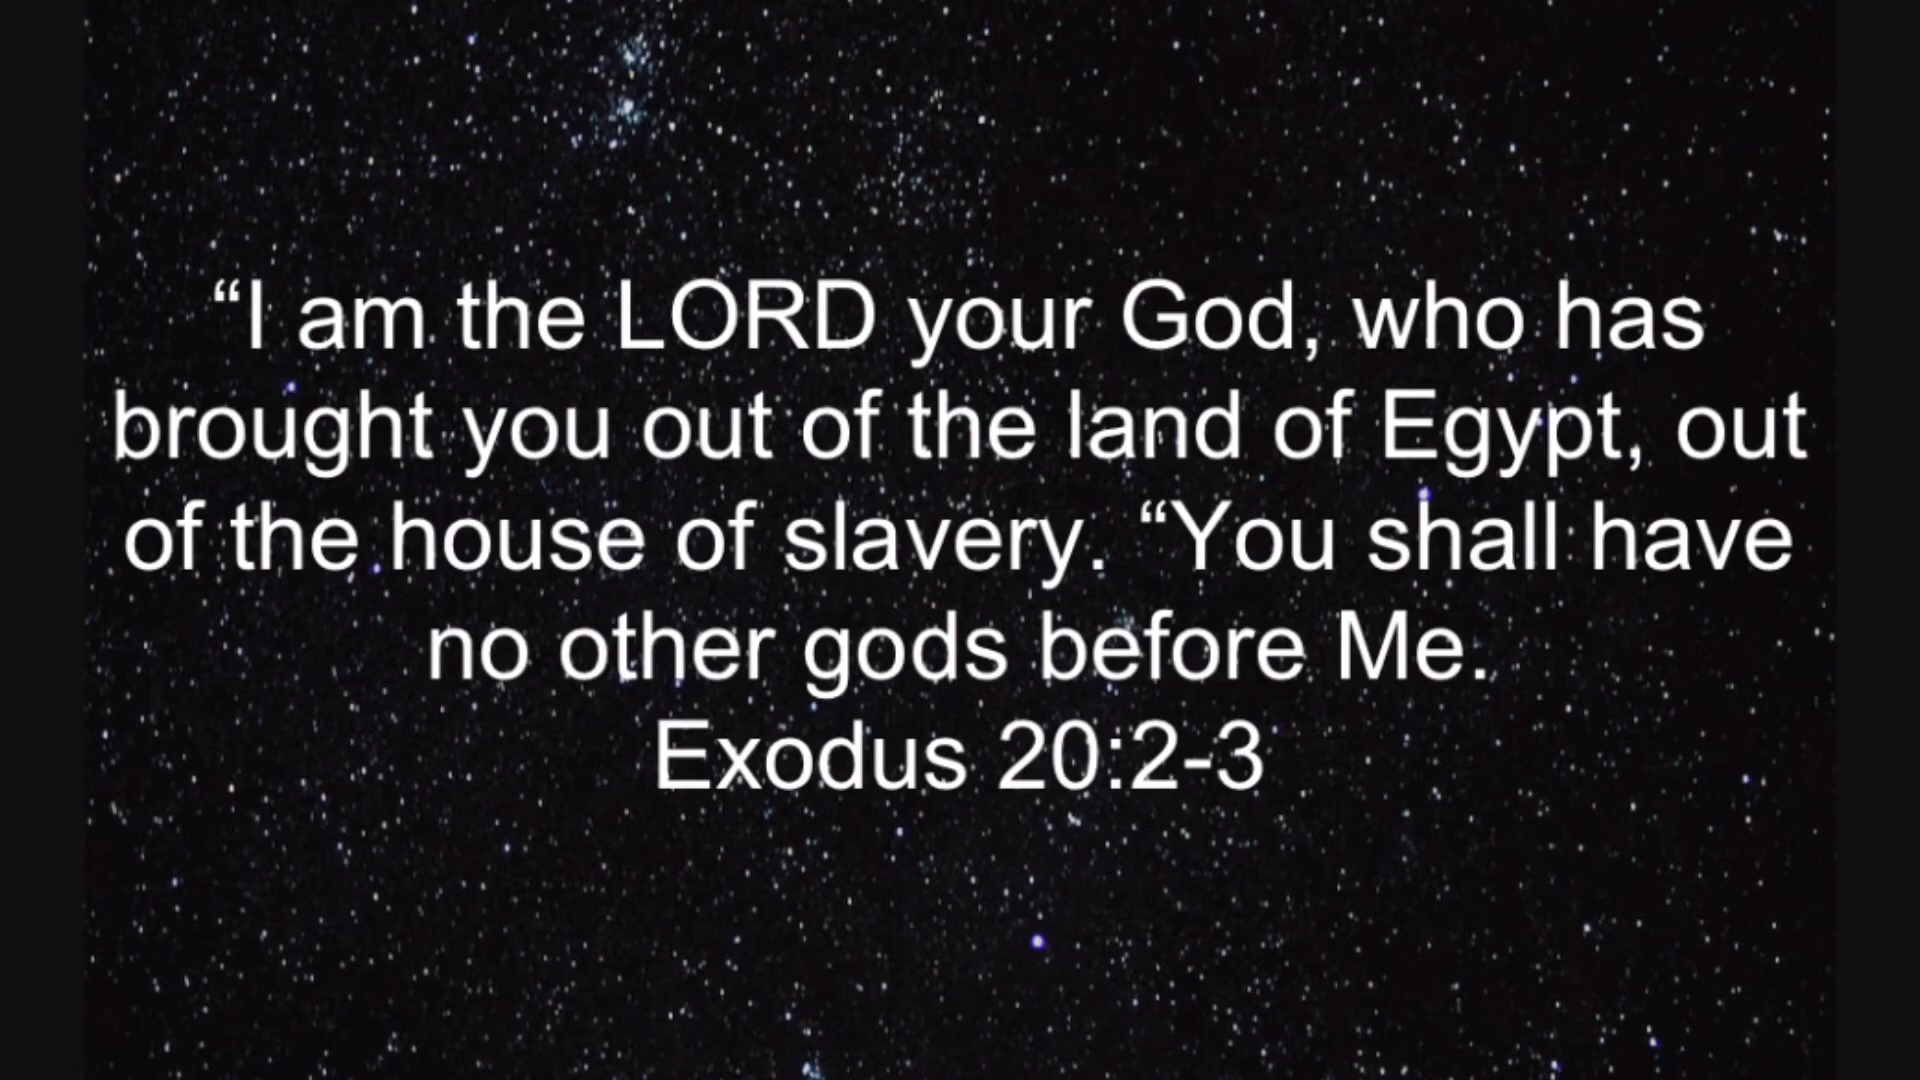 “I am the LORD your God, who has
brought you out of the land of Egypt, out
of the house of slavery. “You shall have
no other gods before Me.
Exodus 20:2-3